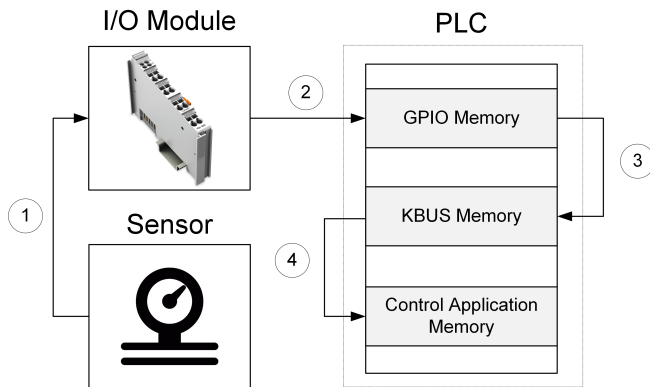 I/O Module
PLC
2
GPIO Memory
3
1
KBUS Memory
Sensor
4
Control Application
Memory